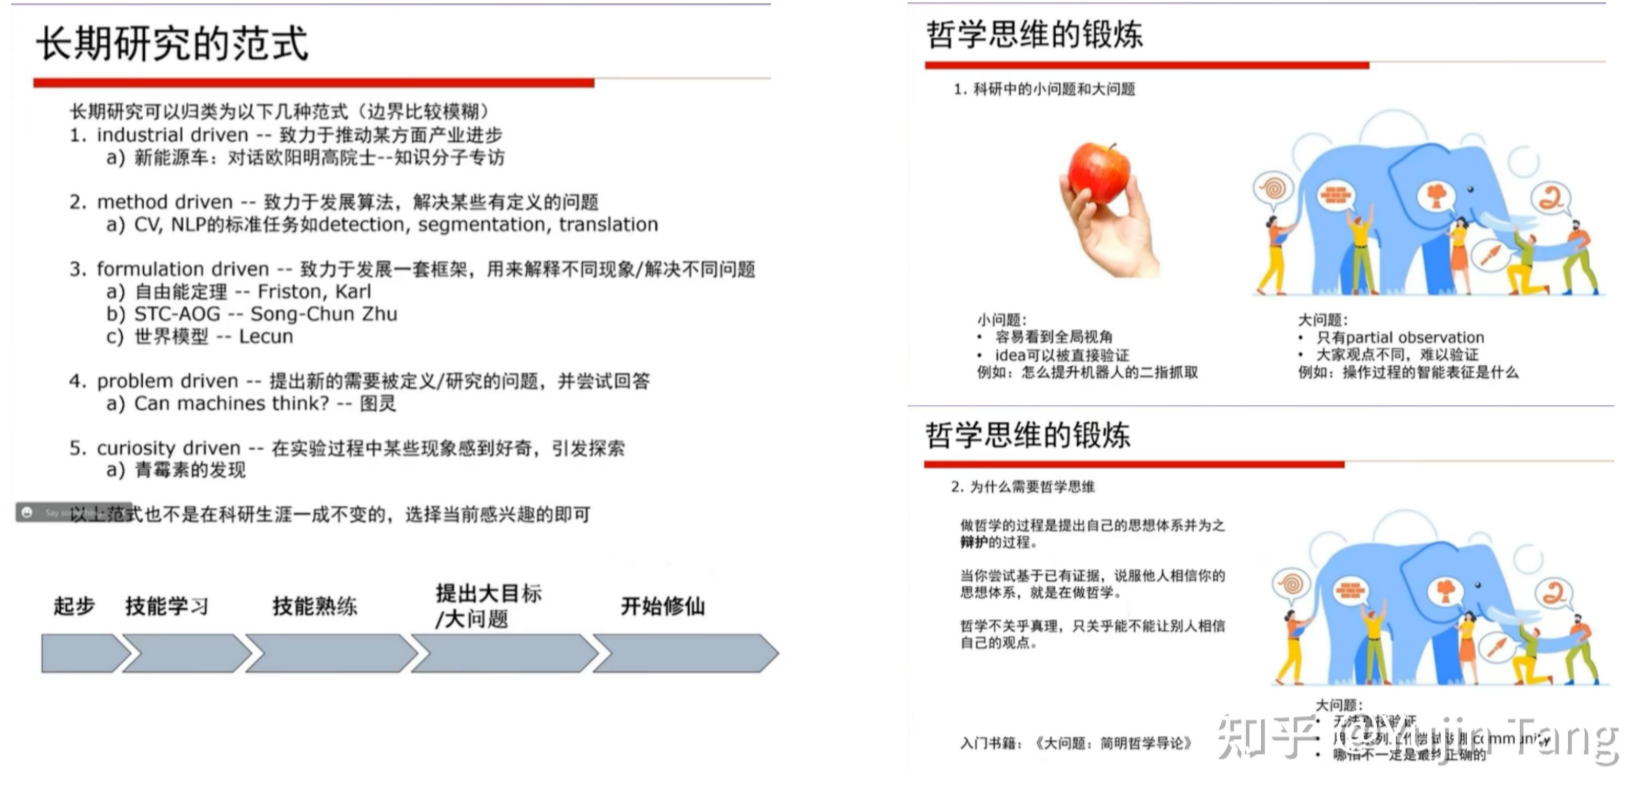 长期研究的范式
长期研究可以归类为以下几种范式（边界比较模糊）
1. industrial driven -- 致力于推动某方面产业进步
a) 新能源车：对话欧阳明高院士--知识分子专访
2. method driven -- 致力于发展算法，解决某些有定义的问题
a) CV, NLP的标准任务如detection, segmentation, translation
3. formulation driven -- 致力于发展一套框架，用来解释不同现象/解决不同问题
a) 自由能定理 -- Friston, Karl
b) STC-AOG -- Song-Chun Zhu
c) 世界模型 -- Lecun
4. problem driven -- 提出新的需要被定义/研究的问题，并尝试回答
a) Can machines think? -- 图灵
5. curiosity driven -- 在实验过程中某些现象感到好奇，引发探索
a) 青霉素的发现
Say
以上范式也不是在科研生涯一成不变的，选择当前感兴趣的即可
起步
技能学习
技能熟练
提出大目标
/大问题
开始修仙
哲学思维的锻炼
1. 科研中的小问题和大问题
小问题：
• 容易看到全局视角
• idea可以被直接验证
例如：怎么提升机器人的二指抓取
大问题：
• 只有partial observation
• 大家观点不同，难以验证
例如：操作过程的智能表征是什么
哲学思维的锻炼
2. 为什么需要哲学思维
做哲学的过程是提出自己的思想体系并为之
辩护的过程。
当你尝试基于已有证据，说服他人相信你的
思想体系，就是在做哲学。
哲学不关乎真理，只关乎能不能让别人相信
自己的观点。
入门书籍：《大问题：简明哲学导论》
大问题：
• 无法直接验证
• community
• 哪怕不一定是最终正确的
知乎 @Yujin Tang